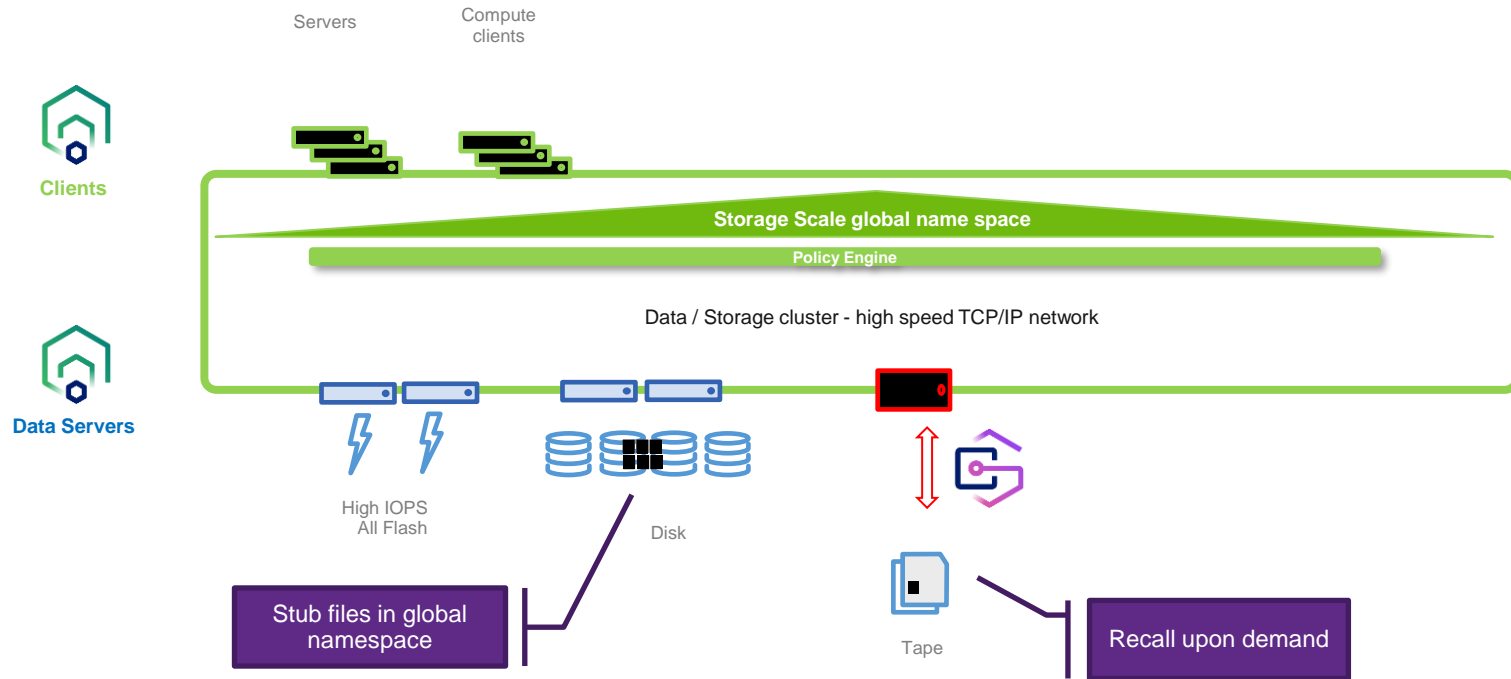 Servers
Compute
clients
Clients
Storage Scale global name space
Policy Engine
Data / Storage cluster - high speed TCP/IP network
Data Servers
High IOPS
All Flash
Disk
Stub files in global
namespace
Tape
Recall upon demand